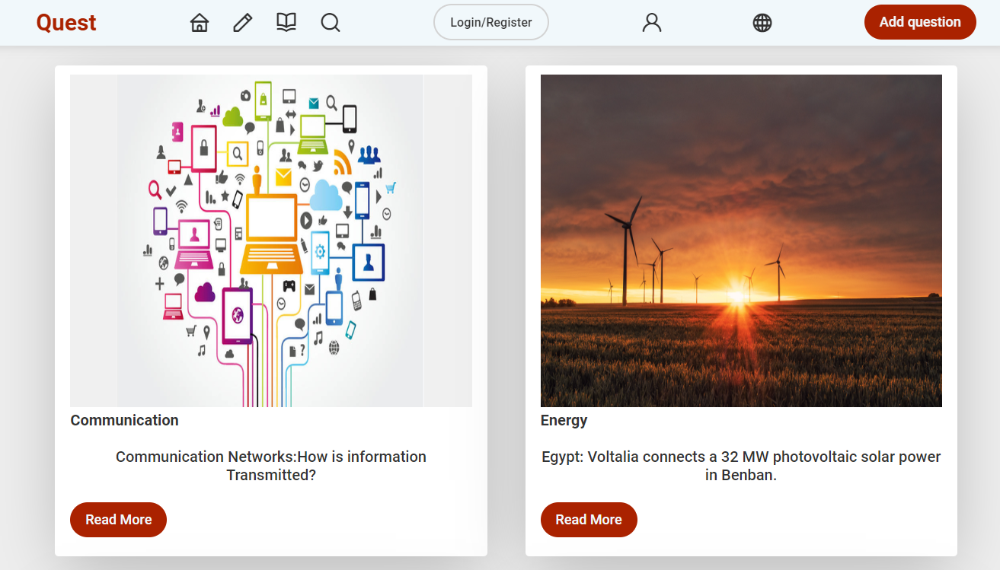 Quest
Login/Register
Add question
Communication
Communication Networks:How is information
Transmitted?
Read More
Energy
Egypt: Voltalia connects a 32 MW photovoltaic solar power
in Benban.
Read More